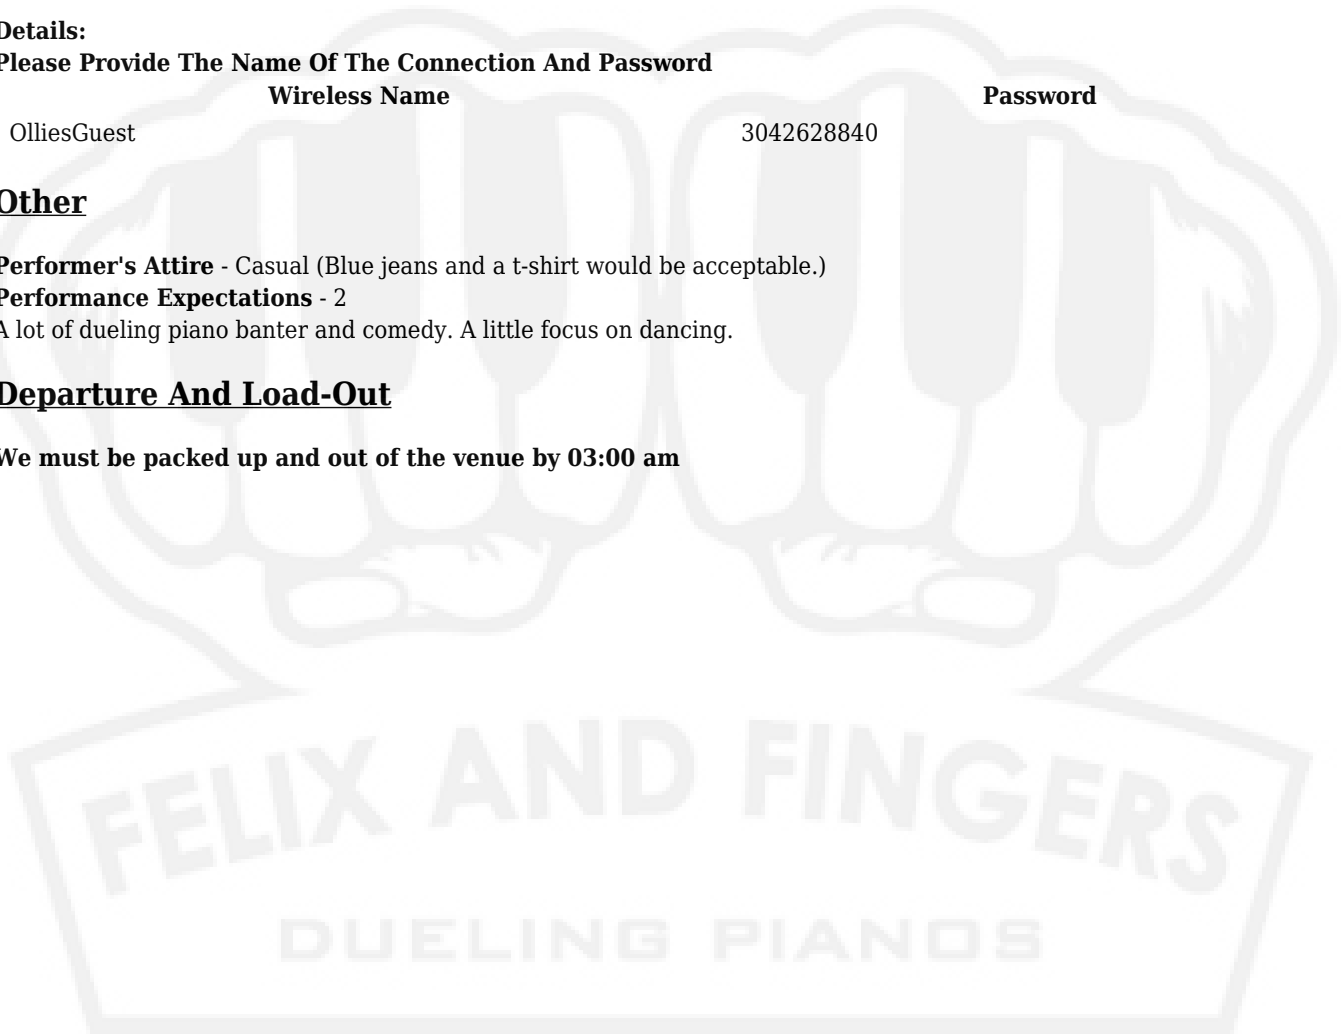 Details:
Please Provide The Name Of The Connection And Password
Wireless Name Password
OlliesGuest 3042628840
Other
Performer's Attire - Casual (Blue jeans and a t-shirt would be acceptable.)
Performance Expectations - 2
A lot of dueling piano banter and comedy. A little focus on dancing.
Departure And Load-Out
We must be packed up and out of the venue by 03:00 am
FELIX AND FINGERS
DUELING PIANOS